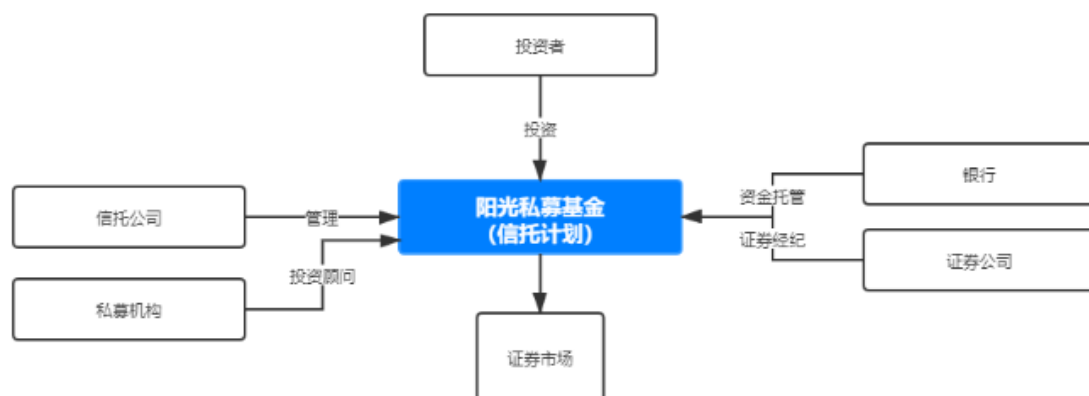 投资者
投资
银行
资金托管
阳光私募基金
(信托计划)
信托公司
管理
证券经纪
证券公司
投资顾问
私募机构
证券市场